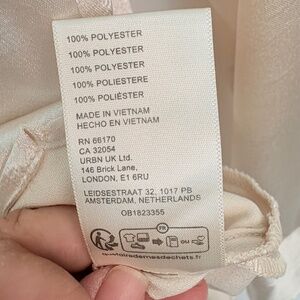 100% POLYESTER
100% POLYESTER
100% POLYESTER
100% POLIESTERE
100% POLIÉSTER
MADE IN VIETNAM
HECHO EN VIETNAM
RN 66170
CA 32054
URBN UK Ltd.
146 Brick Lane,
LONDON, E1 6RU
LEIDSESTRAAT 32, 1017 PB
AMSTERDAM, NETHERLANDS
OB1823355
FR
quefairedemesdechets.fr